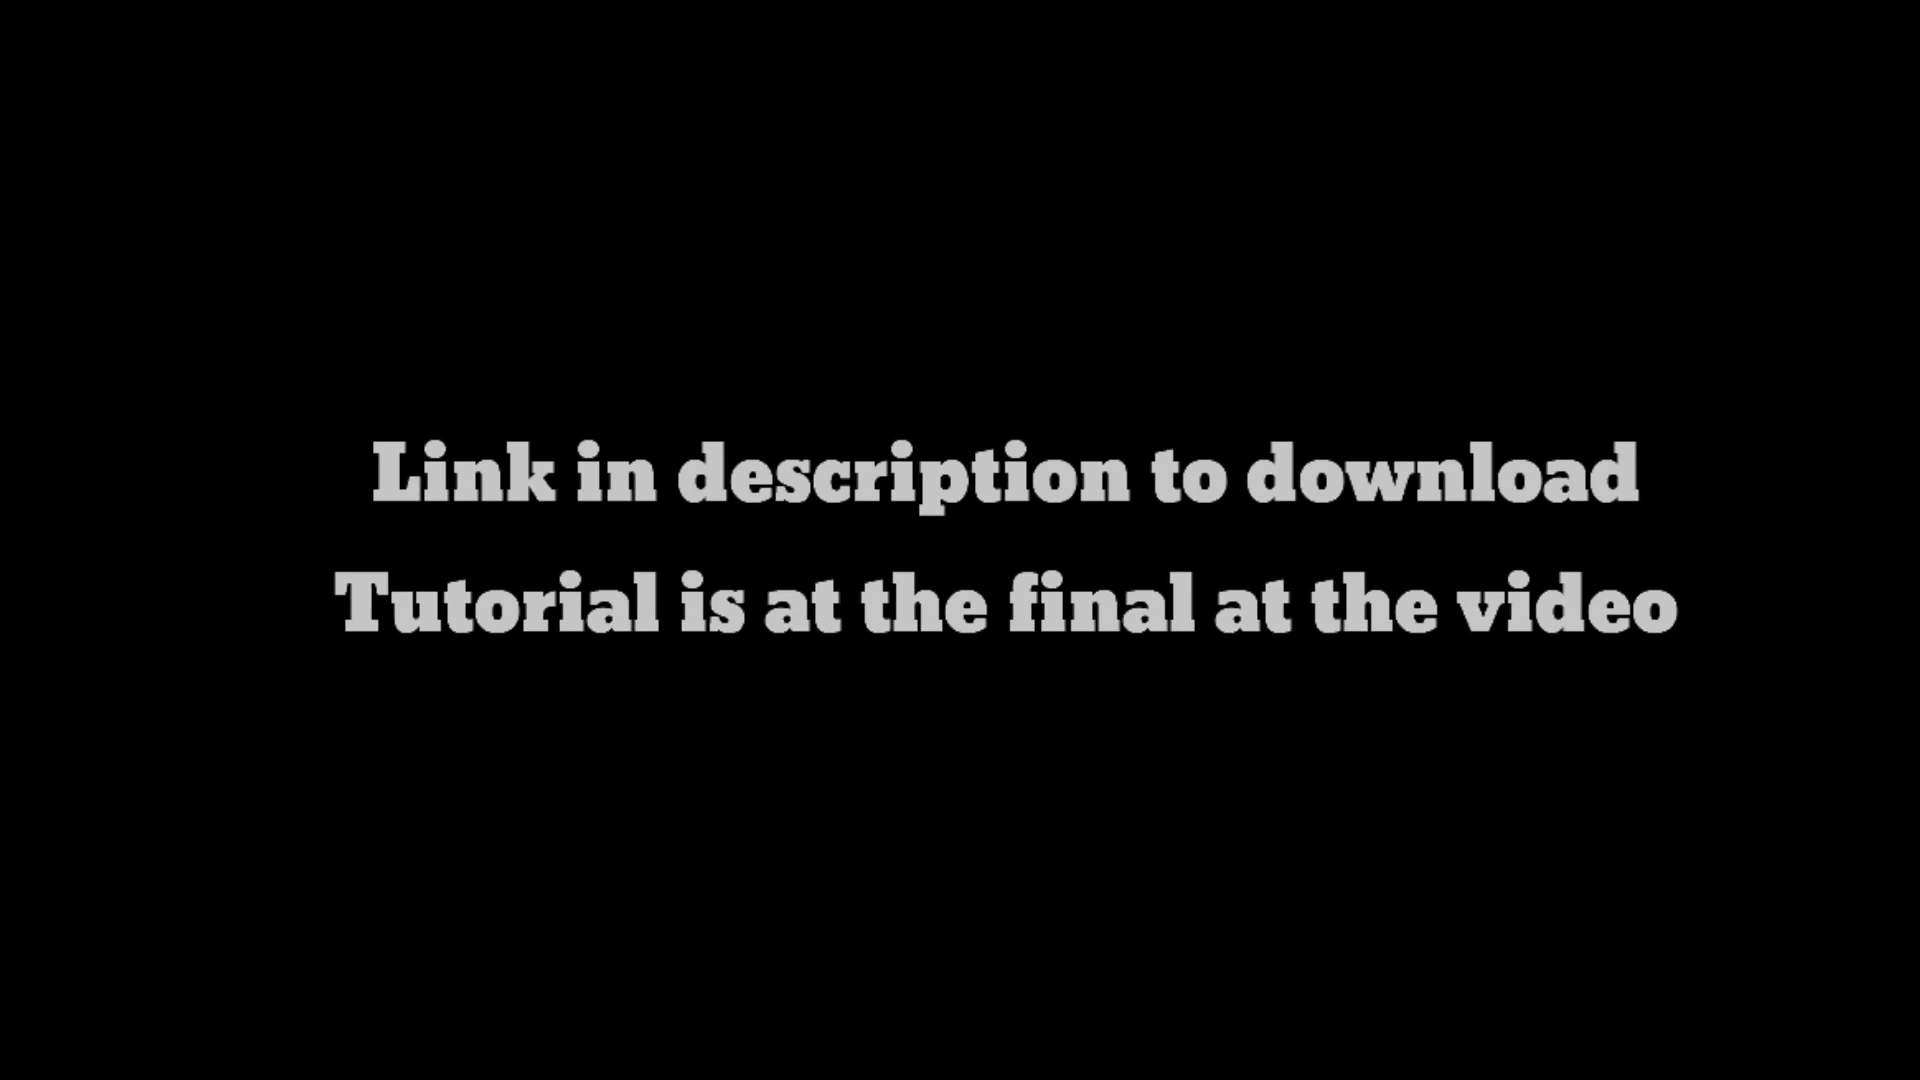 Link in description to download
Tutorial is at the final at the video